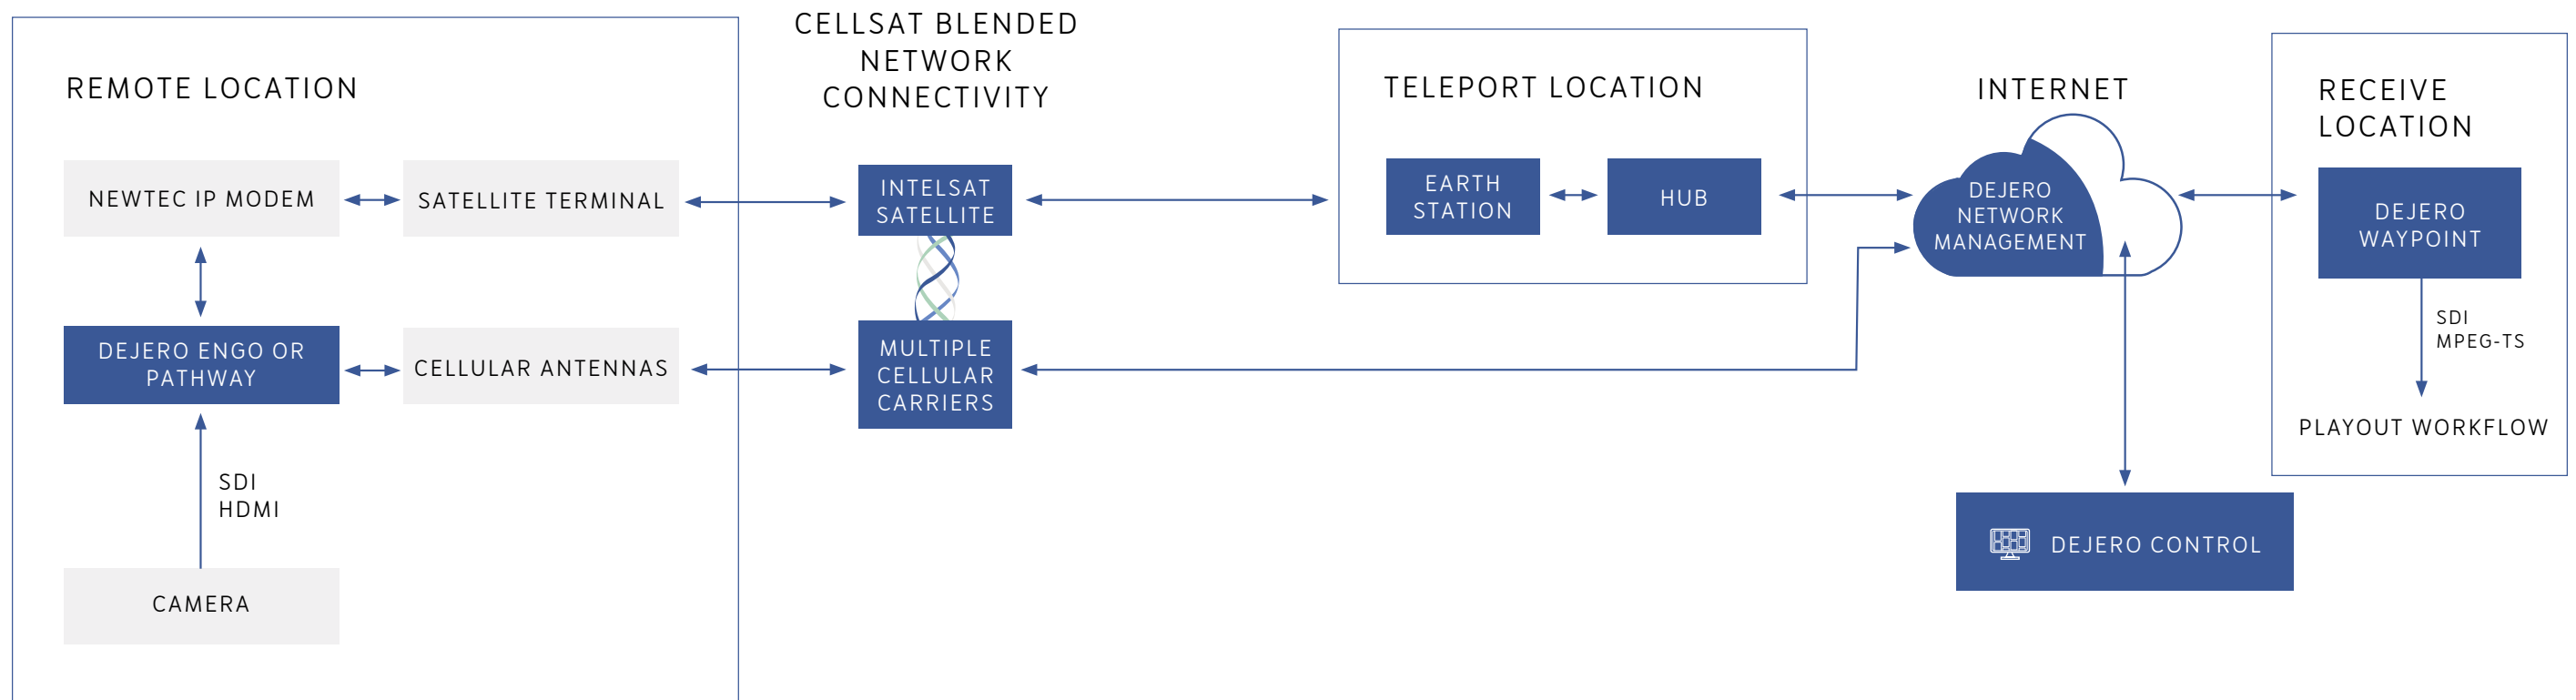 REMOTE LOCATION
NEWTEC IP MODEM
SATELLITE TERMINAL
DEJERO ENGO OR
PATHWAY
CELLULAR ANTENNAS
SDI
HDMI
CAMERA
CELLSAT BLENDED
NETWORK
CONNECTIVITY
INTELSAT
SATELLITE
MULTIPLE
CELLULAR
CARRIERS
TELEPORT LOCATION
EARTH
STATION
HUB
INTERNET
DEJERO
NETWORK
MANAGEMENT
DEJERO CONTROL
RECEIVE
LOCATION
DEJERO
WAYPOINT
SDI
MPEG-TS
PLAYOUT WORKFLOW